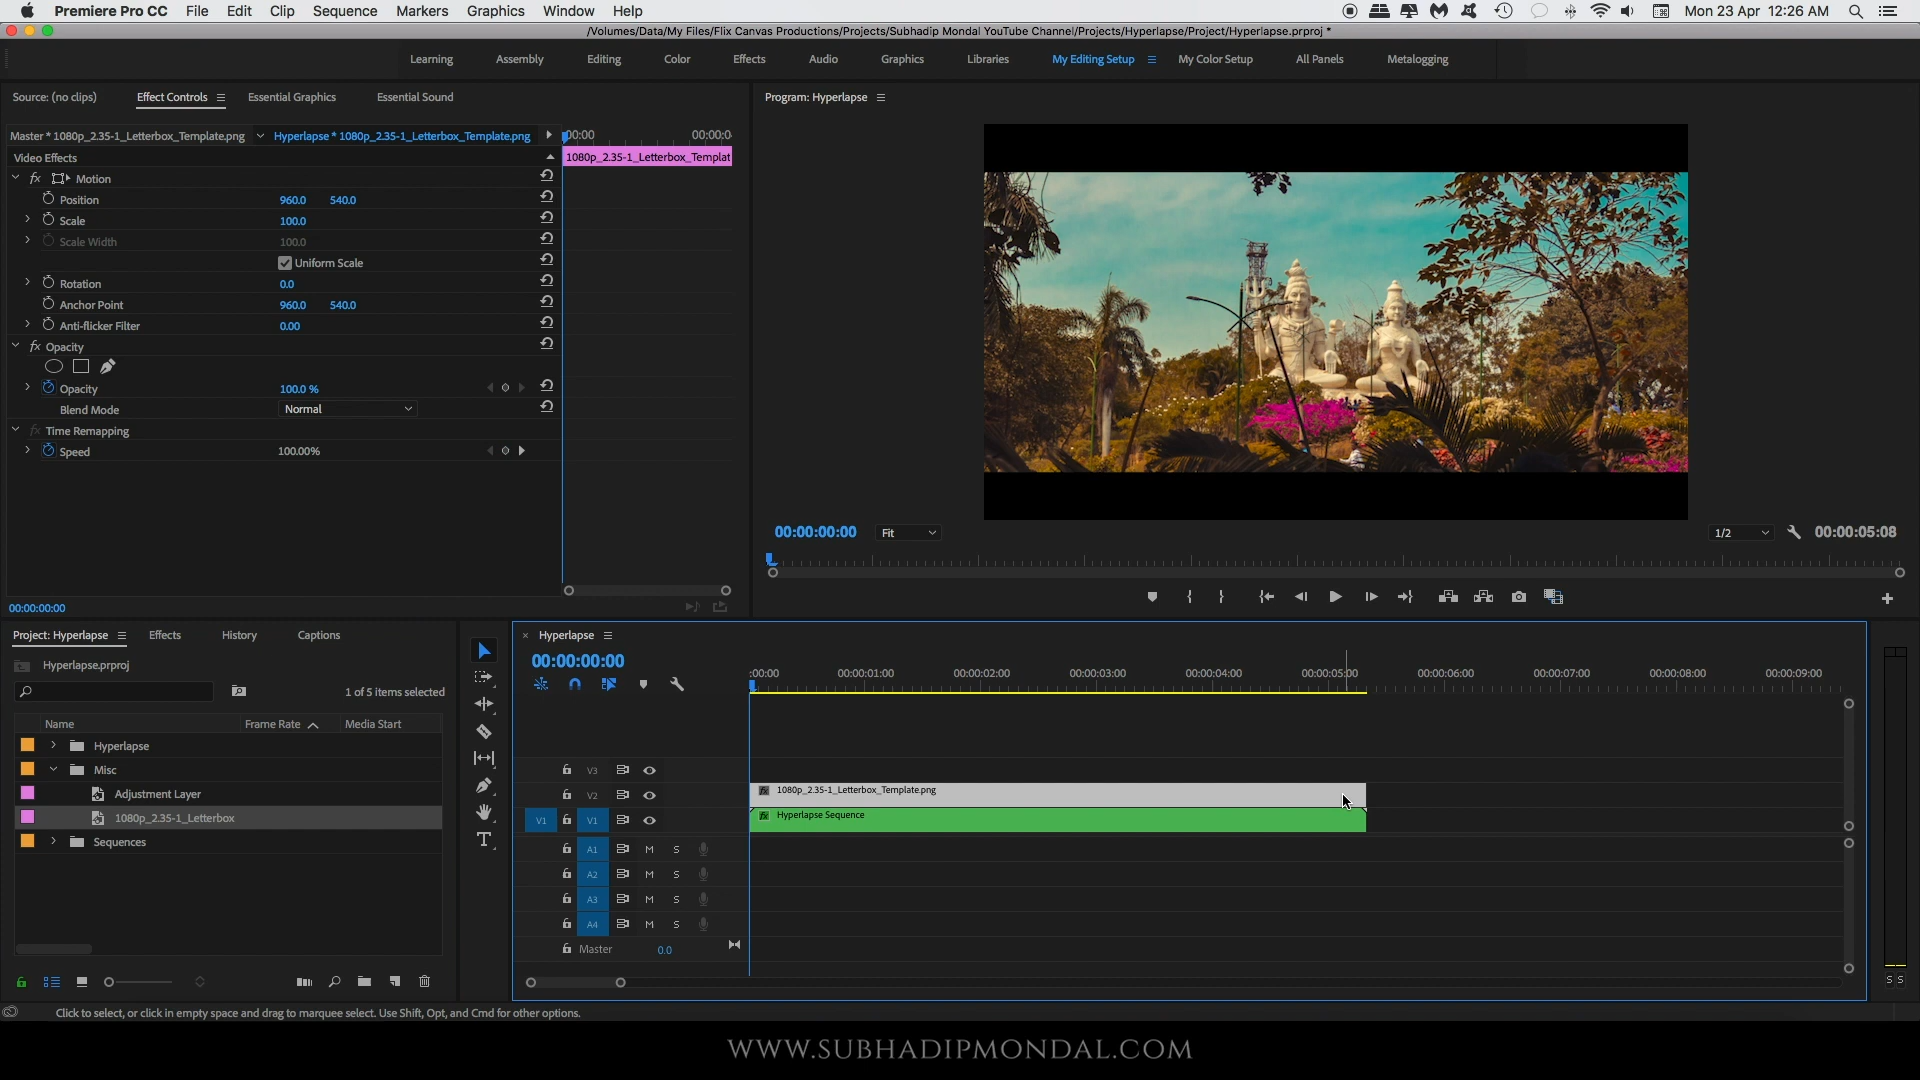 Premiere Pro CC File Edit Clip Sequence Markers Graphics Window Help Mon 23 Apr 12:26 AM
/Volumes/Data/My Files/Flix Canvas Productions/Projects/Subhadip Mondal YouTube Channel/Projects/Hyperlapse/Project/Hyperlapse.prproj *
Learning Assembly Editing Color Effects Audio Graphics Libraries My Editing Setup My Color Setup All Panels Metalogging
Source: (no clips) Effect Controls Essential Graphics Essential Sound
Program: Hyperlapse
Master * 1080p_2.35-1_Letterbox_Template.png Hyperlapse * 1080p_2.35-1_Letterbox_Template.png 00:00 00:00:0
Video Effects 1080p_2.35-1_Letterbox_Templat
fx Motion
Position 960.0 540.0
Scale 100.0
Scale Width 100.0
Uniform Scale
Rotation 0.0
Anchor Point 960.0 540.0
Anti-flicker Filter 0.00
fx Opacity
Opacity 100.0 %
Blend Mode Normal
fx Time Remapping
Speed 100.00%
00:00:00:00
00:00:00:00 Fit 1/2 00:00:05:08
Project: Hyperlapse Effects History Captions
Hyperlapse.prproj
1 of 5 items selected
Name Frame Rate Media Start
Hyperlapse
Misc
Adjustment Layer
1080p_2.35-1_Letterbox
Sequences
Hyperlapse
00:00:00:00
:00:00 00:00:01:00 00:00:02:00 00:00:03:00 00:00:04:00 00:00:05:00 00:00:06:00 00:00:07:00 00:00:08:00 00:00:09:00
V3
V2 fx 1080p_2.35-1_Letterbox_Template.png
V1 V1 fx Hyperlapse Sequence
A1 M S
A2 M S
A3 M S
A4 M S
Master 0.0
S S
Click to select, or click in empty space and drag to marquee select. Use Shift, Opt, and Cmd for other options.
WWW.SUBHADIPMONDAL.COM